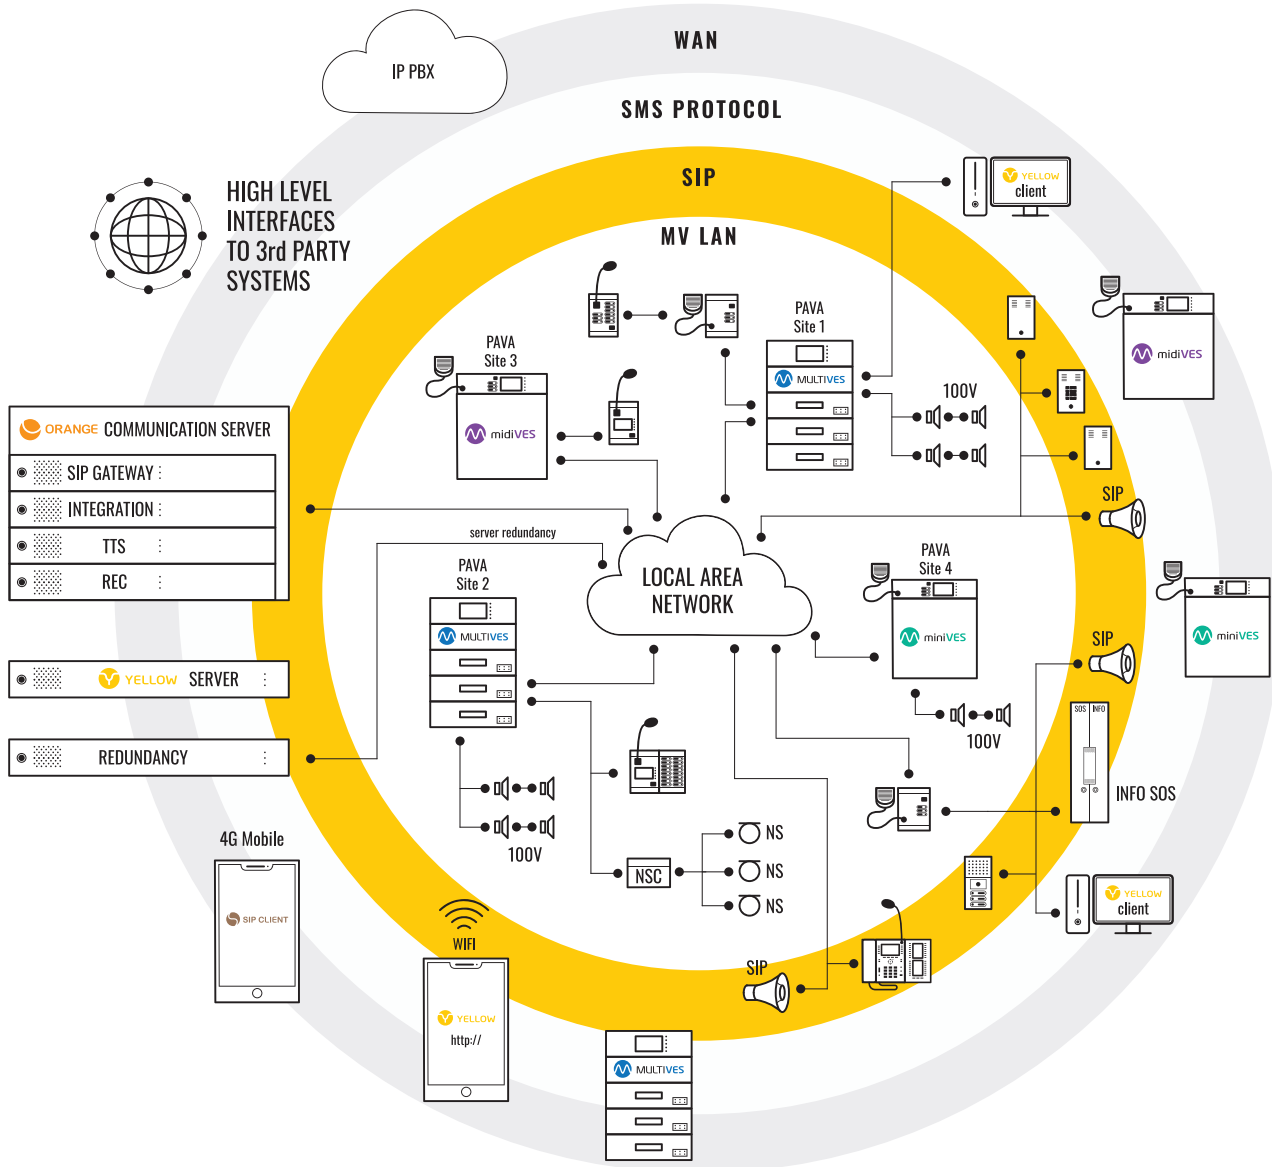 WAN
IP PBX
SMS PROTOCOL
SIP
MV LAN
HIGH LEVEL
INTERFACES
TO 3rd PARTY
SYSTEMS
YELLOW
client
PAVA
Site 1
MULTIVES
100V
PAVA
Site 3
midiVES
midiVES
ORANGE COMMUNICATION SERVER
SIP GATEWAY :
INTEGRATION :
TTS :
REC :
SIP
server redundancy
PAVA
Site 2
MULTIVES
LOCAL AREA
NETWORK
PAVA
Site 4
miniVES
miniVES
SIP
YELLOW SERVER :
REDUNDANCY :
100V
SOS INFO
INFO SOS
100V
NS
NSC
NS
NS
4G Mobile
SIP CLIENT
WIFI
YELLOW
http://
SIP
YELLOW
client
MULTIVES